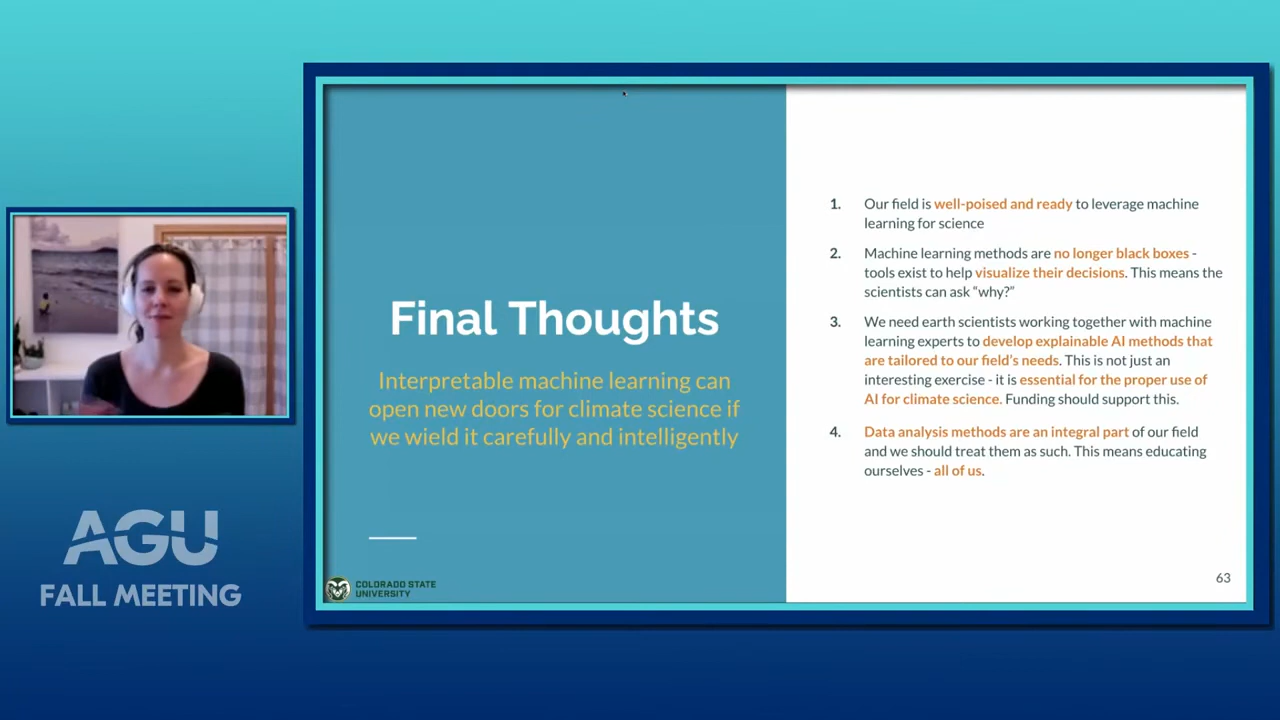 Final Thoughts
Interpretable machine learning can
open new doors for climate science if
we wield it carefully and intelligently
COLORADO STATE
UNIVERSITY
1. Our field is well-poised and ready to leverage machine
learning for science
2. Machine learning methods are no longer black boxes -
tools exist to help visualize their decisions. This means the
scientists can ask “why?”
3. We need earth scientists working together with machine
learning experts to develop explainable AI methods that
are tailored to our field’s needs. This is not just an
interesting exercise - it is essential for the proper use of
AI for climate science. Funding should support this.
4. Data analysis methods are an integral part of our field
and we should treat them as such. This means educating
ourselves - all of us.
63
AGU
FALL MEETING